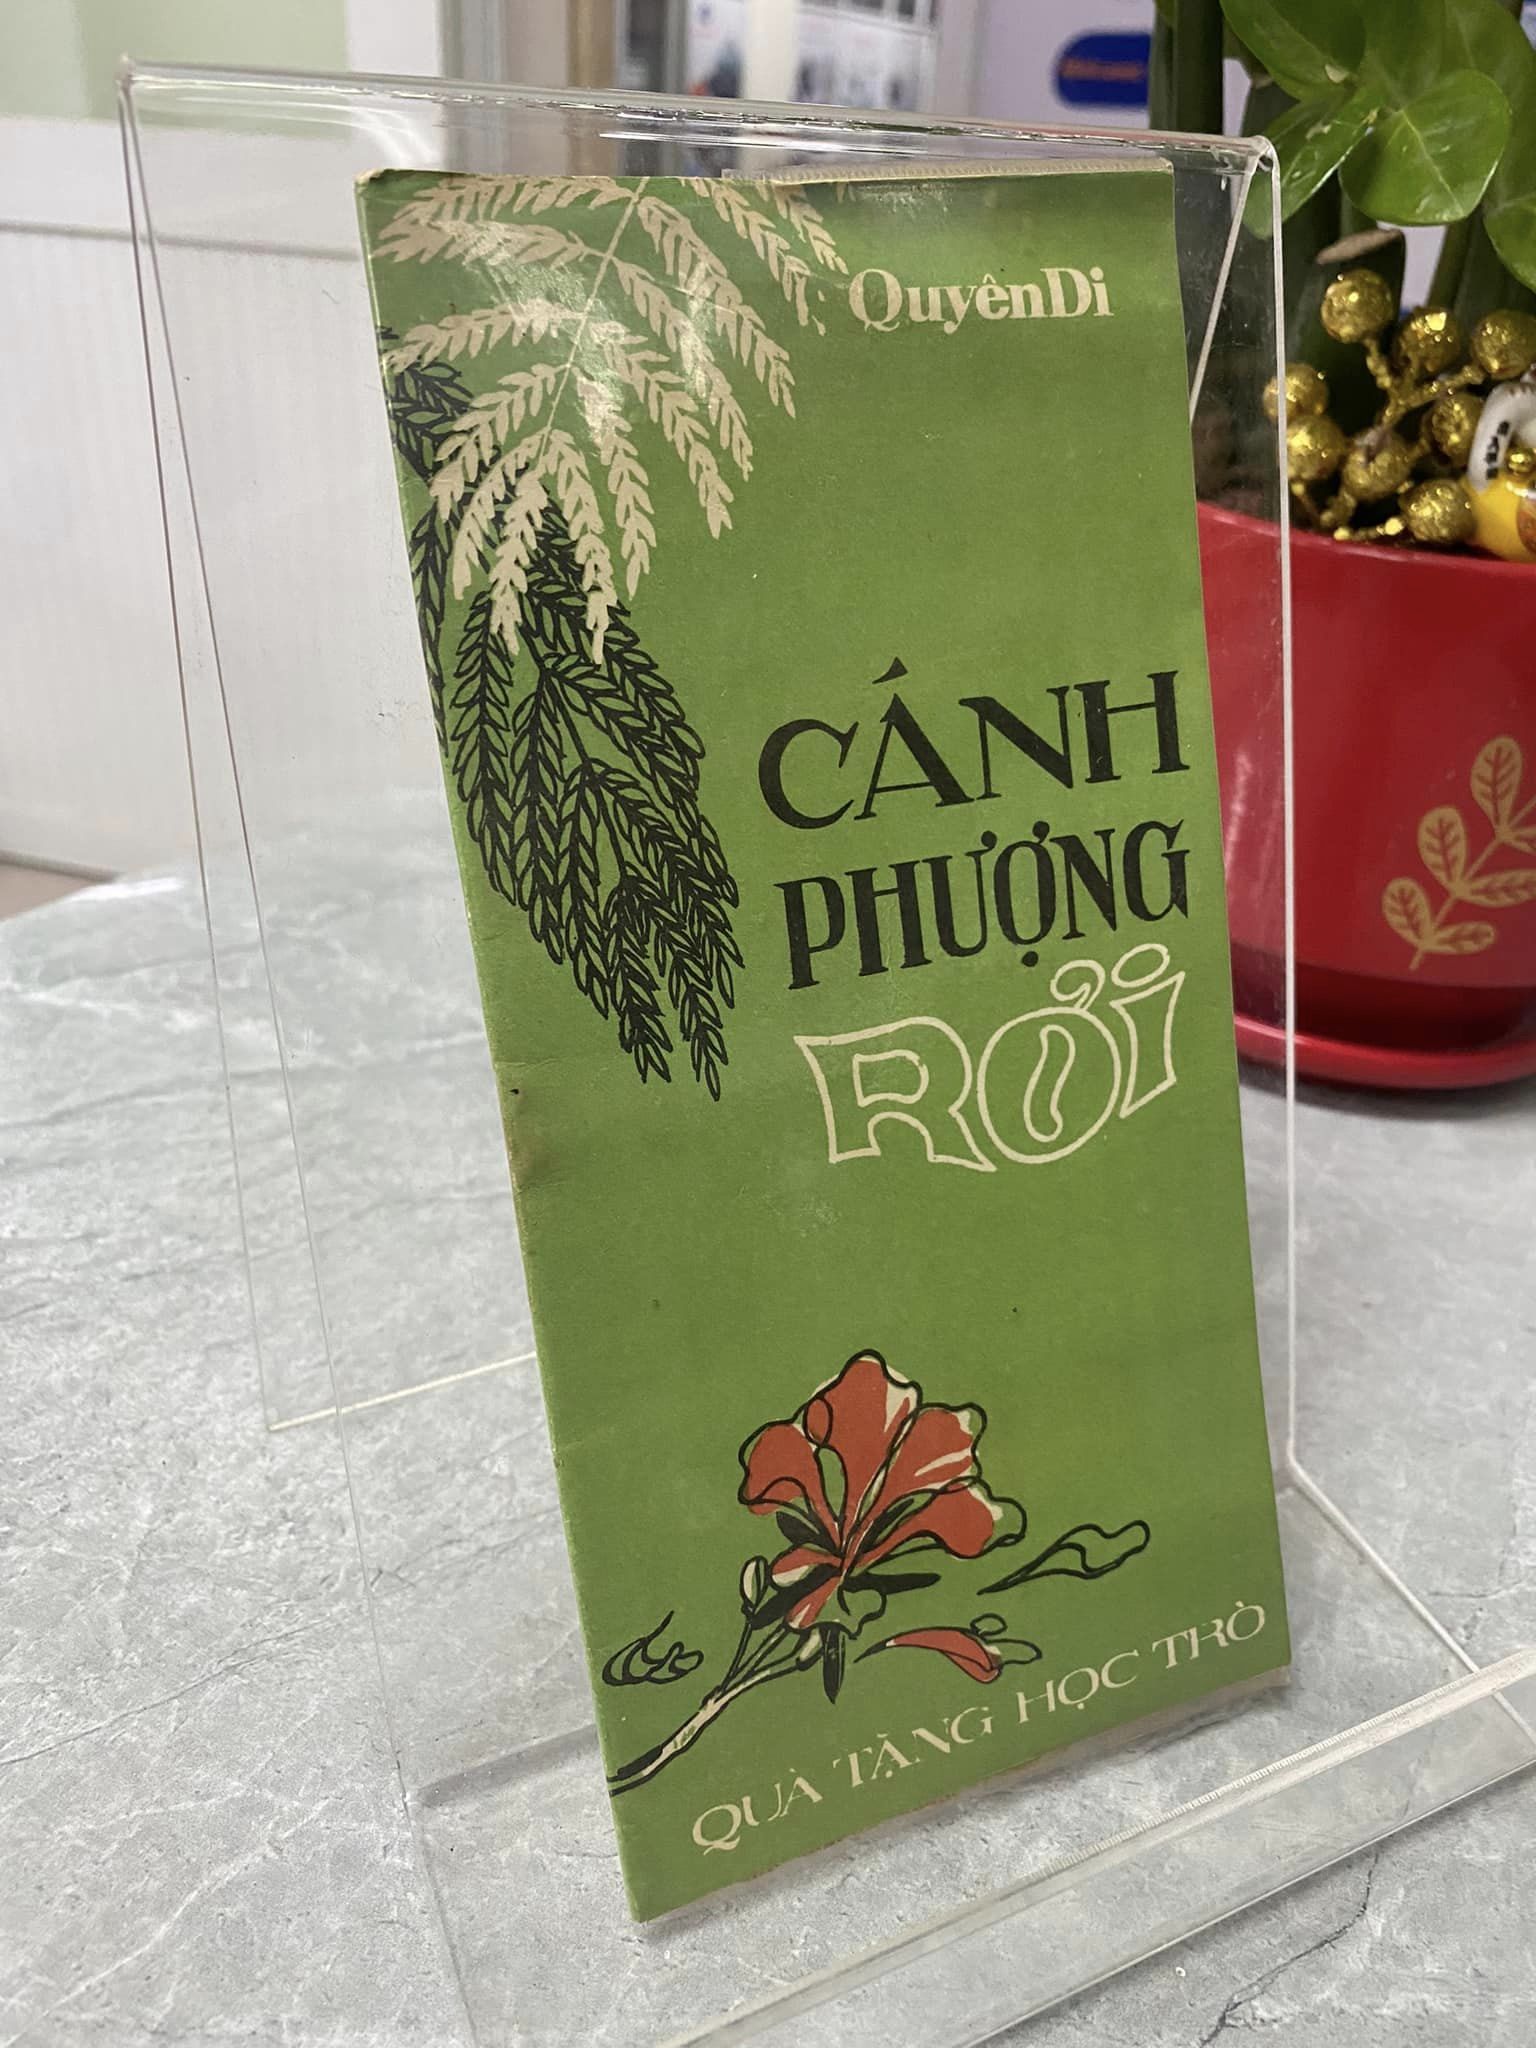 QuyênDi
CÁNH
PHƯỢNG
RƠI
QUÀ TẶNG HỌC TRÒ